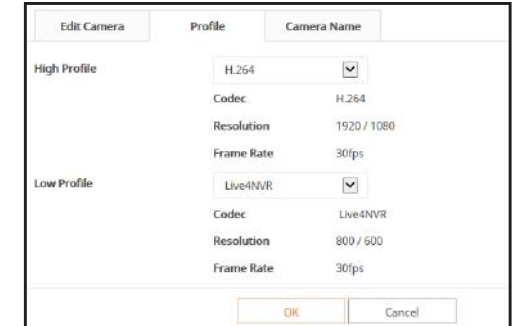 Edit Camera Profile Camera Name
High Profile H.264
Codec H.264
Resolution 1920 / 1080
Frame Rate 30fps
Low Profile Live4NVR
Codec Live4NVR
Resolution 800 / 600
Frame Rate 30fps
OK Cancel